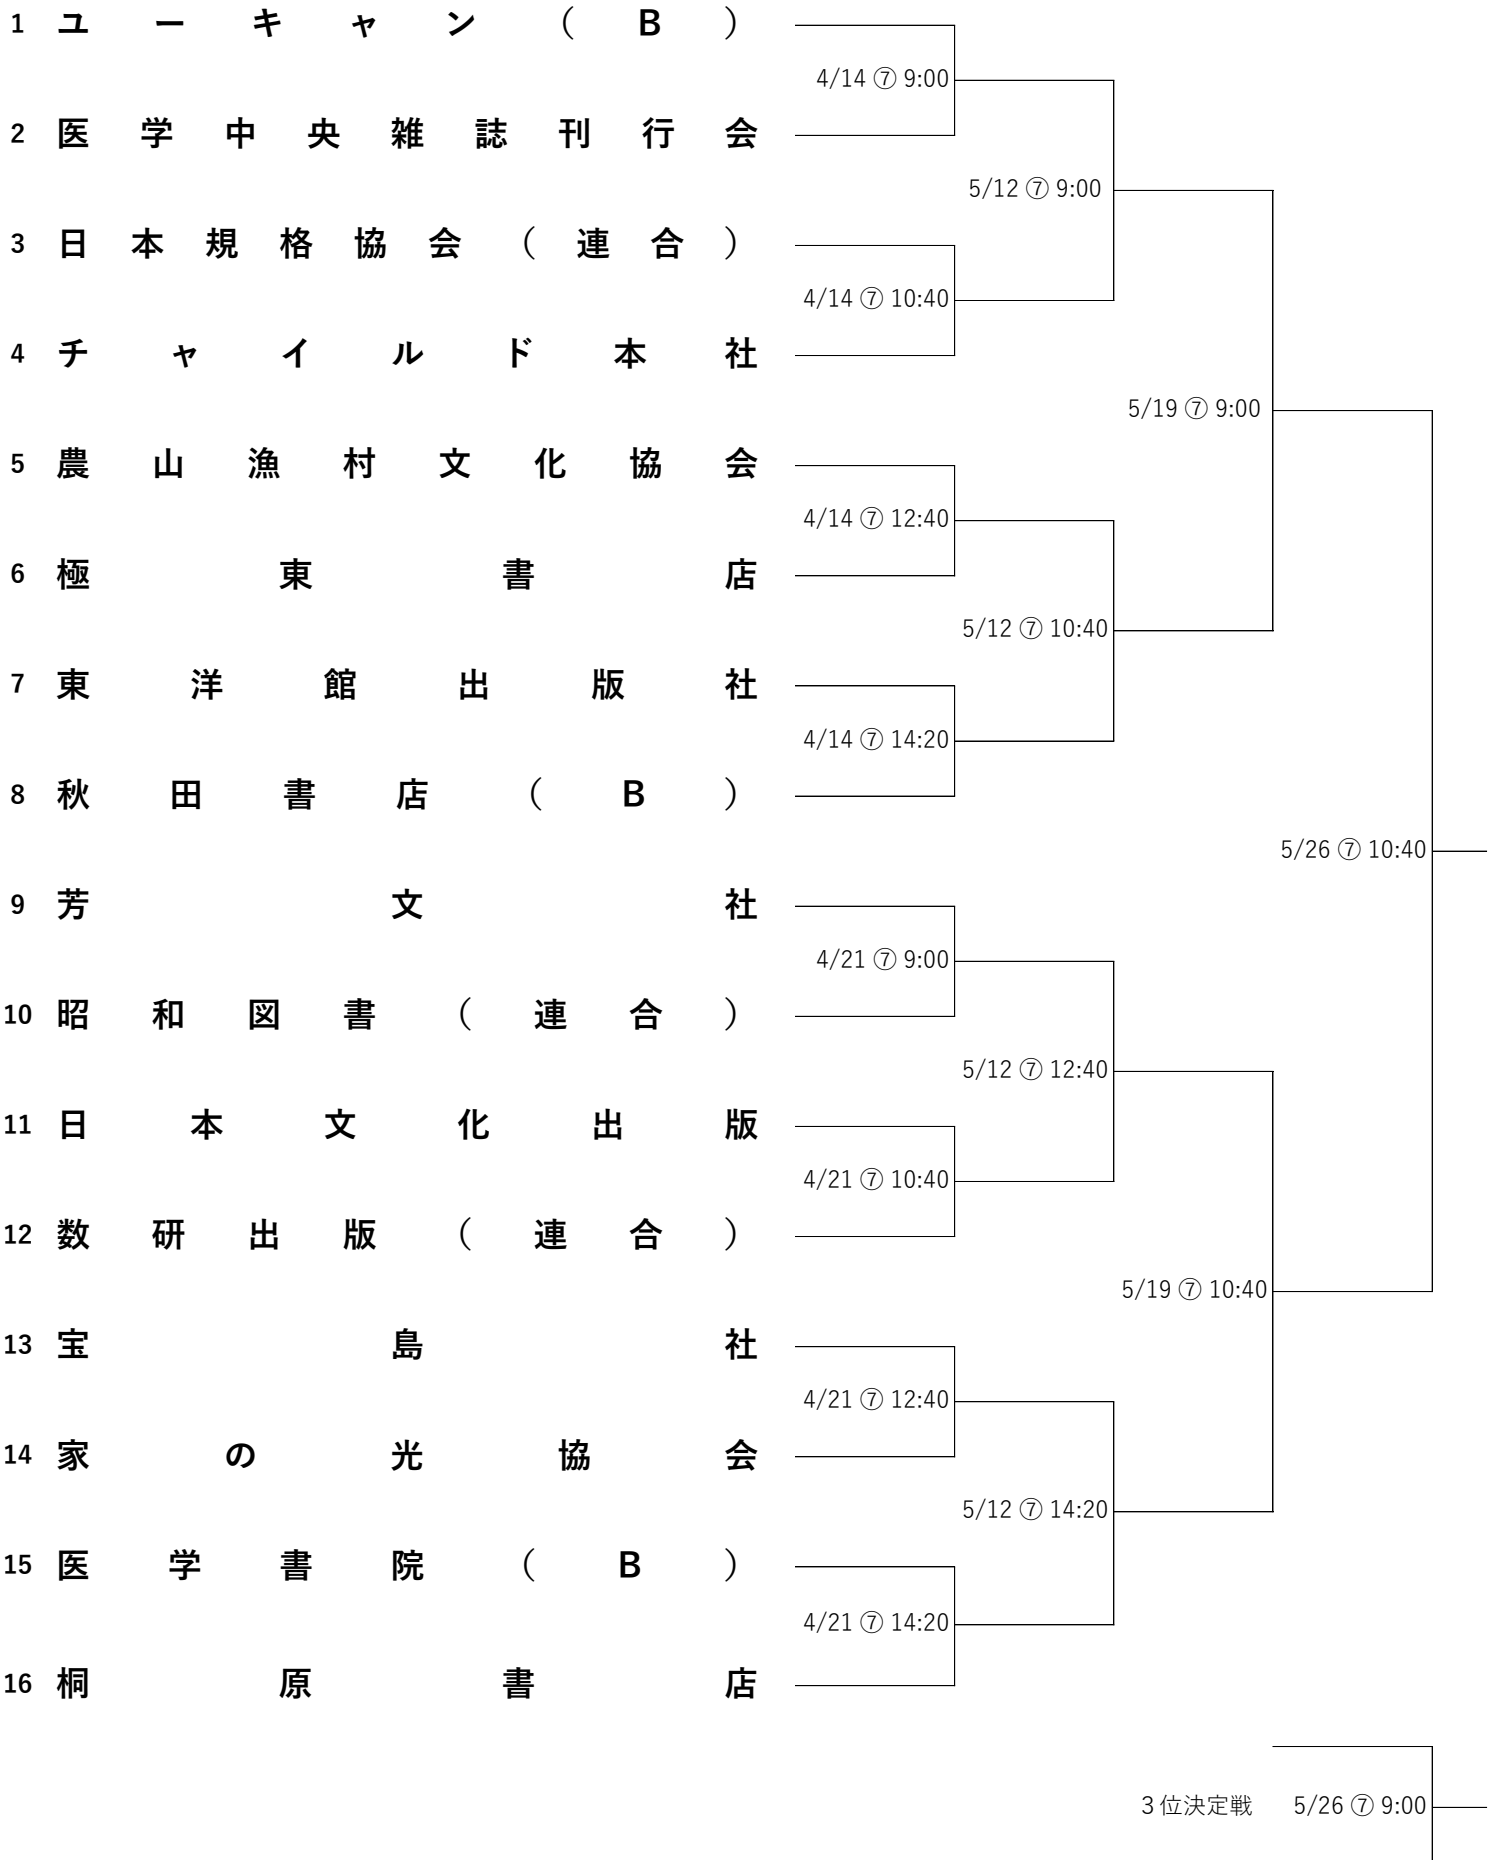 1 ユーキャン(B)
4/14 ⑦ 9:00
2 医学中央雑誌刊行会
5/12 ⑦ 9:00
3 日本規格協会(連合)
4/14 ⑦ 10:40
4 チャイルド本社
5/19 ⑦ 9:00
5 農山漁村文化協会
4/14 ⑦ 12:40
6 極東書店
5/12 ⑦ 10:40
7 東洋館出版社
4/14 ⑦ 14:20
8 秋田書店(B)
5/26 ⑦ 10:40
9 芳文社
4/21 ⑦ 9:00
10 昭和図書(連合)
5/12 ⑦ 12:40
11 日本文化出版
4/21 ⑦ 10:40
12 数研出版(連合)
5/19 ⑦ 10:40
13 宝島社
4/21 ⑦ 12:40
14 家の光協会
5/12 ⑦ 14:20
15 医学書院(B)
4/21 ⑦ 14:20
16 桐原書店
3位決定戦 5/26 ⑦ 9:00